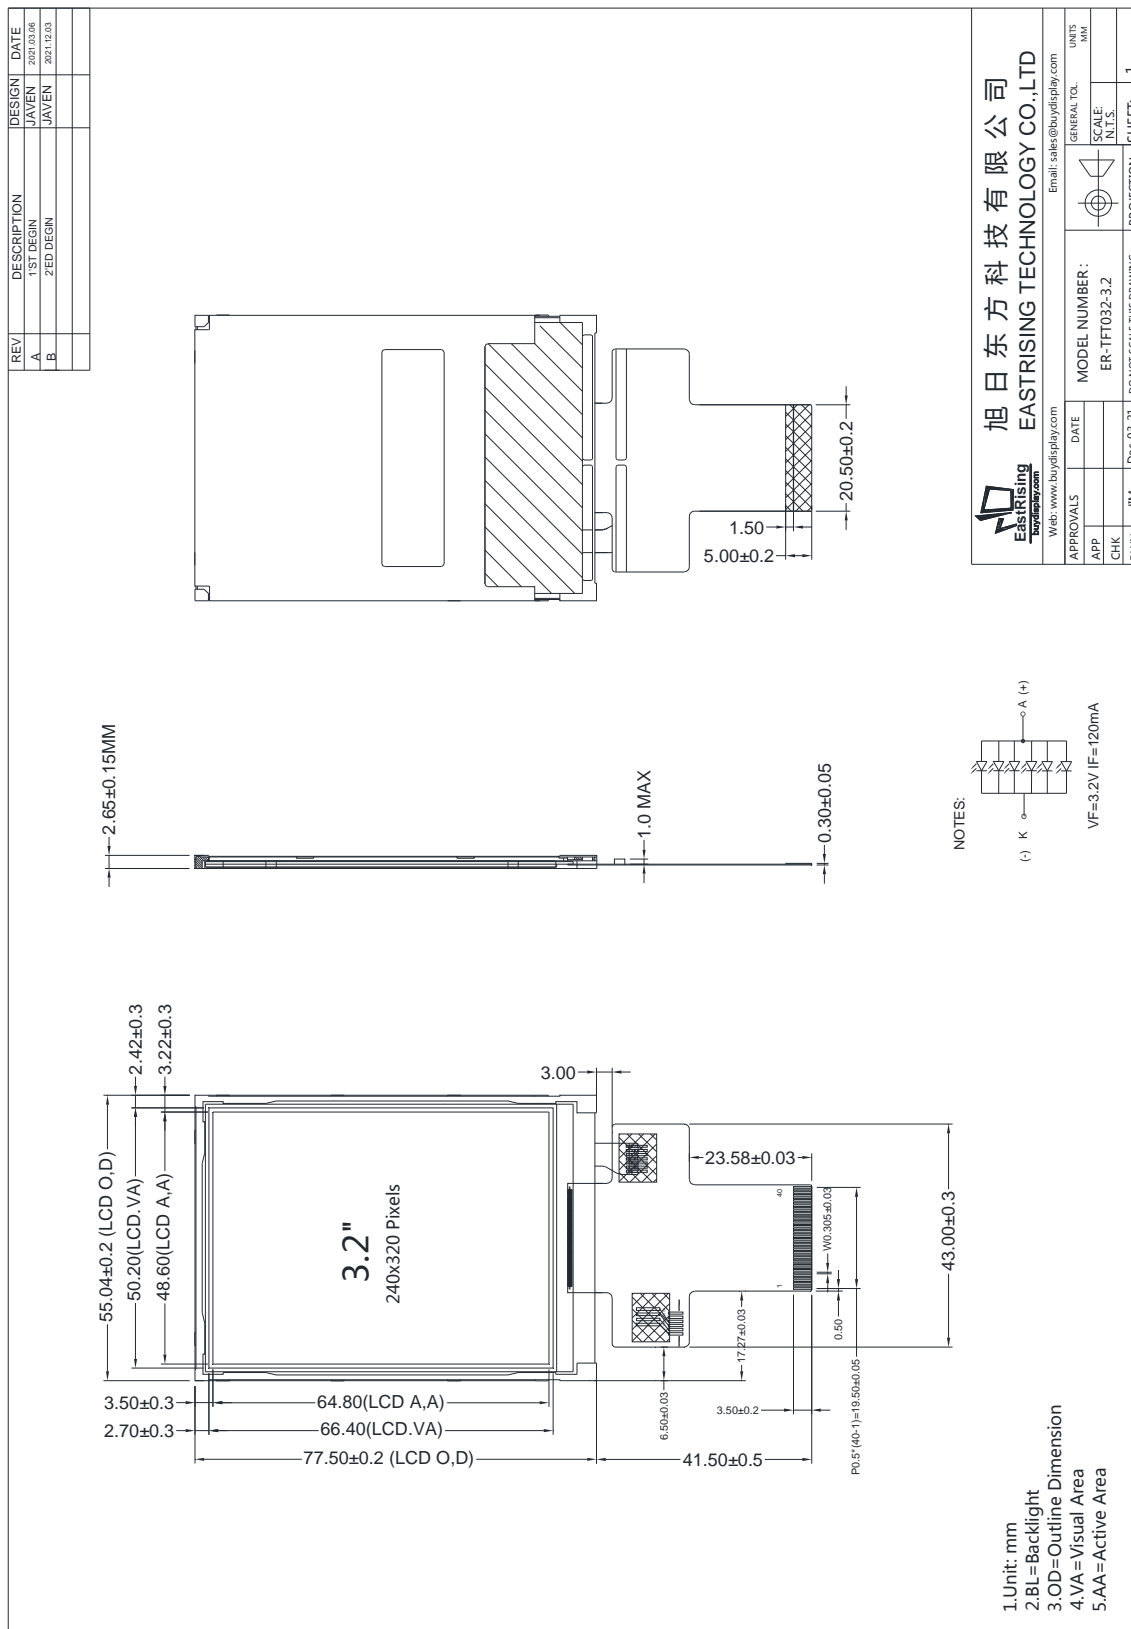 REV DESCRIPTION DESIGN DATE
A 1'ST DEGIN JAVEN 2021.03.06
B 2'ED DEGIN JAVEN 2021.12.03
20.50±0.2
1.50
5.00±0.2
2.65±0.15MM
1.0 MAX
0.30±0.05
55.04±0.2 (LCD O,D)
50.20(LCD.VA)
48.60(LCD A,A)
2.42±0.3
3.22±0.3
3.2"
240x320 Pixels
3.50±0.3
64.80(LCD A,A)
2.70±0.3
66.40(LCD.VA)
77.50±0.2 (LCD O,D)
41.50±0.5
3.00
23.58±0.03
43.00±0.3
40
1
W0.305±0.03
0.50
17.27±0.03
6.50±0.03
3.50±0.2
P0.5*(40-1)=19.50±0.05
NOTES:
(-) K
A (+)
VF=3.2V IF=120mA
1.Unit: mm
2.BL=Backlight
3.OD=Outline Dimension
4.VA=Visual Area
5.AA=Active Area
EastRising
buydisplay.com
旭日东方科技有限公司
EASTRISING TECHNOLOGY CO.,LTD
Web: www.buydisplay.com Email: sales@buydisplay.com
APPROVALS DATE
APP
CHK
MODEL NUMBER :
ER-TFT032-3.2
GENERAL TOL. UNITS
MM
SCALE:
N.T.S.